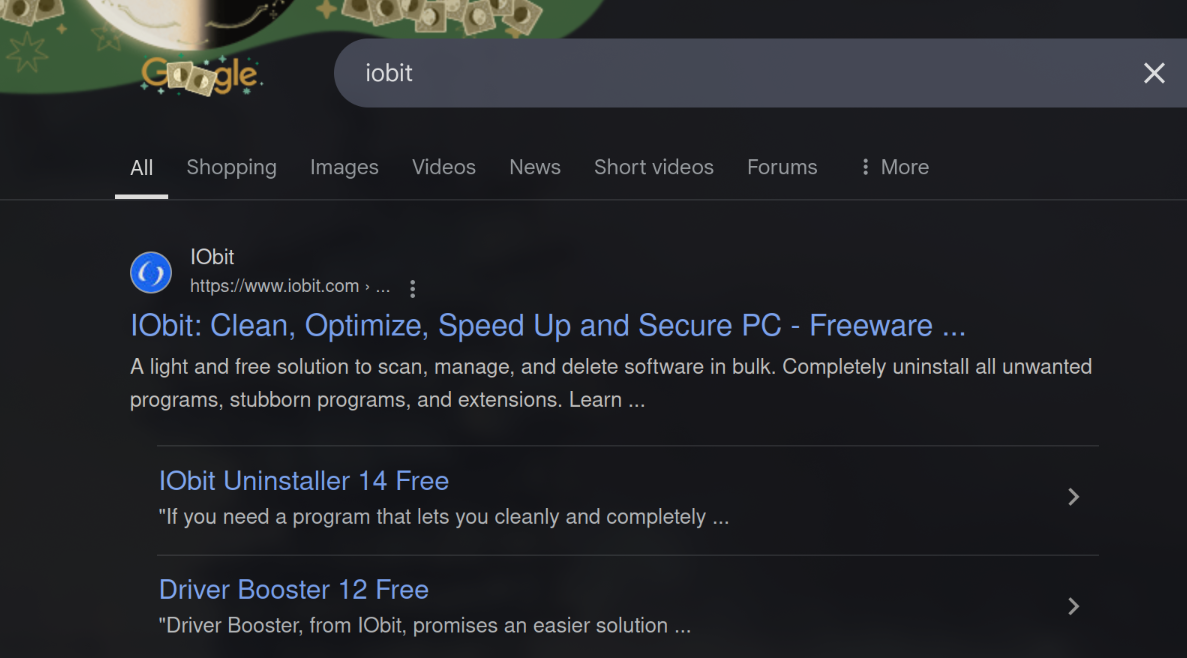 Google
iobit
All Shopping Images Videos News Short videos Forums More
IObit
https://www.iobit.com › ...
IObit: Clean, Optimize, Speed Up and Secure PC - Freeware ...
A light and free solution to scan, manage, and delete software in bulk. Completely uninstall all unwanted
programs, stubborn programs, and extensions. Learn ...
IObit Uninstaller 14 Free
"If you need a program that lets you cleanly and completely ...
Driver Booster 12 Free
"Driver Booster, from IObit, promises an easier solution ...